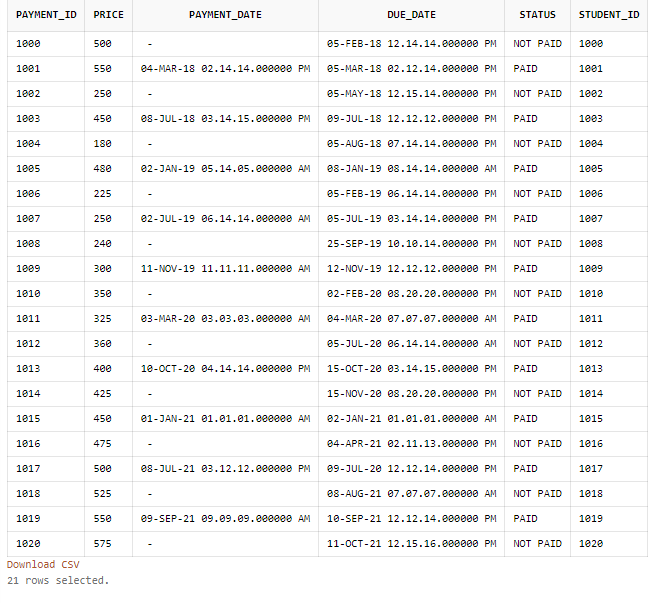 PAYMENT_ID PRICE PAYMENT_DATE DUE_DATE STATUS STUDENT_ID
1000 500 - 05-FEB-18 12.14.14.000000 PM NOT PAID 1000
1001 550 04-MAR-18 02.14.14.000000 PM 05-MAR-18 02.12.14.000000 PM PAID 1001
1002 250 - 05-MAY-18 12.15.14.000000 PM NOT PAID 1002
1003 450 08-JUL-18 03.14.15.000000 PM 09-JUL-18 12.12.12.000000 PM PAID 1003
1004 180 - 05-AUG-18 07.14.14.000000 PM NOT PAID 1004
1005 480 02-JAN-19 05.14.05.000000 AM 08-JAN-19 08.14.14.000000 AM PAID 1005
1006 225 - 05-FEB-19 06.14.14.000000 PM NOT PAID 1006
1007 250 02-JUL-19 06.14.14.000000 AM 05-JUL-19 03.14.14.000000 PM PAID 1007
1008 240 - 25-SEP-19 10.10.14.000000 PM NOT PAID 1008
1009 300 11-NOV-19 11.11.11.000000 AM 12-NOV-19 12.12.12.000000 PM PAID 1009
1010 350 - 02-FEB-20 08.20.20.000000 PM NOT PAID 1010
1011 325 03-MAR-20 03.03.03.000000 AM 04-MAR-20 07.07.07.000000 AM PAID 1011
1012 360 - 05-JUL-20 06.14.14.000000 AM NOT PAID 1012
1013 400 10-OCT-20 04.14.14.000000 PM 15-OCT-20 03.14.15.000000 PM PAID 1013
1014 425 - 15-NOV-20 08.20.20.000000 PM NOT PAID 1014
1015 450 01-JAN-21 01.01.01.000000 AM 02-JAN-21 01.01.01.000000 AM PAID 1015
1016 475 - 04-APR-21 02.11.13.000000 PM NOT PAID 1016
1017 500 08-JUL-21 03.12.12.000000 PM 09-JUL-20 12.12.14.000000 PM PAID 1017
1018 525 - 08-AUG-21 07.07.07.000000 AM NOT PAID 1018
1019 550 09-SEP-21 09.09.09.000000 AM 10-SEP-21 12.12.14.000000 PM PAID 1019
1020 575 - 11-OCT-21 12.15.16.000000 PM NOT PAID 1020
Download CSV
21 rows selected.